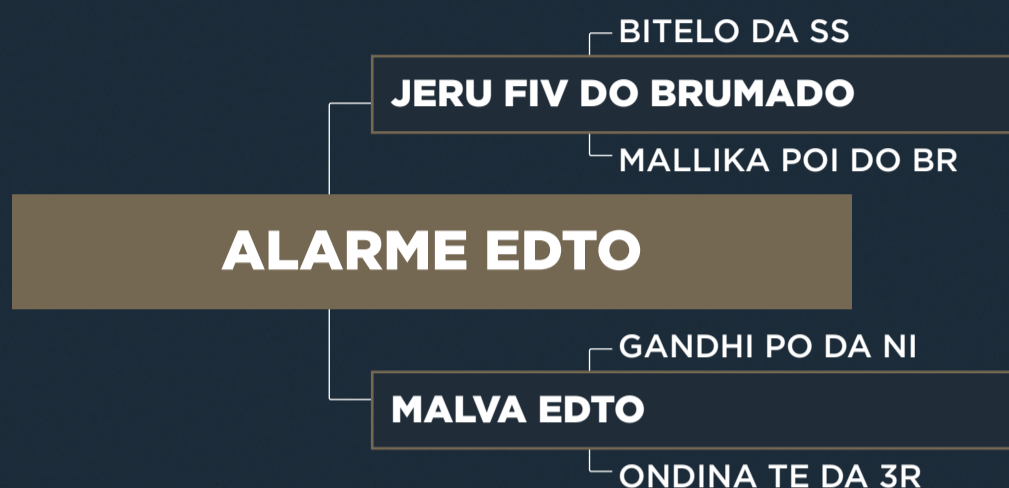 BITELO DA SS
JERU FIV DO BRUMADO
MALLIKA POI DO BR
ALARME EDTO
GANDHI PO DA NI
MALVA EDTO
ONDINA TE DA 3R